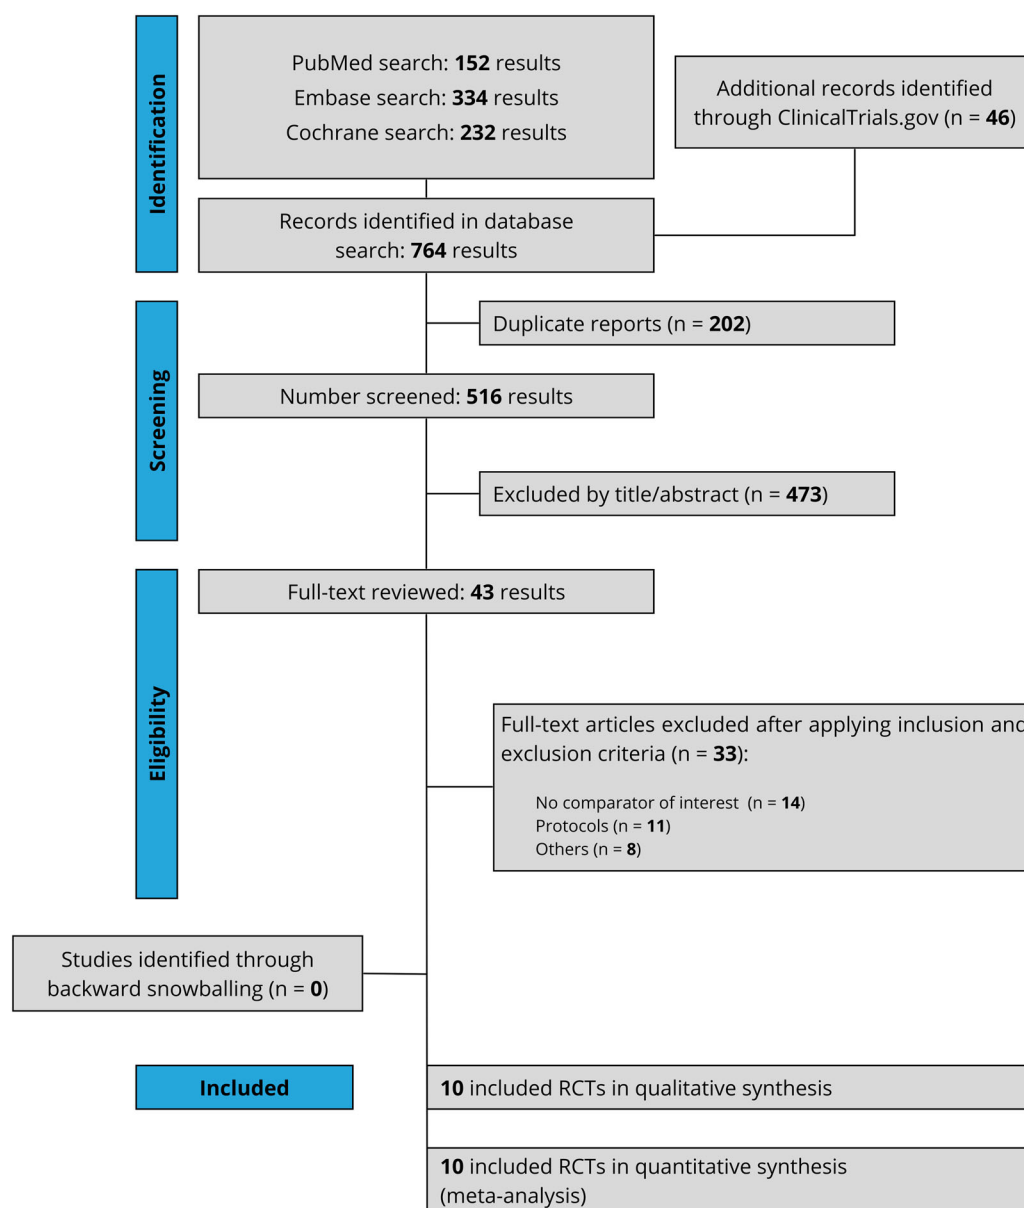 Identification
PubMed search: 152 results
Embase search: 334 results
Cochrane search: 232 results
Additional records identified
through ClinicalTrials.gov (n = 46)
Records identified in database
search: 764 results
Screening
Duplicate reports (n = 202)
Number screened: 516 results
Excluded by title/abstract (n = 473)
Eligibility
Full-text reviewed: 43 results
Full-text articles excluded after applying inclusion and
exclusion criteria (n = 33):
No comparator of interest (n = 14)
Protocols (n = 11)
Others (n = 8)
Studies identified through
backward snowballing (n = 0)
Included
10 included RCTs in qualitative synthesis
10 included RCTs in quantitative synthesis
(meta-analysis)